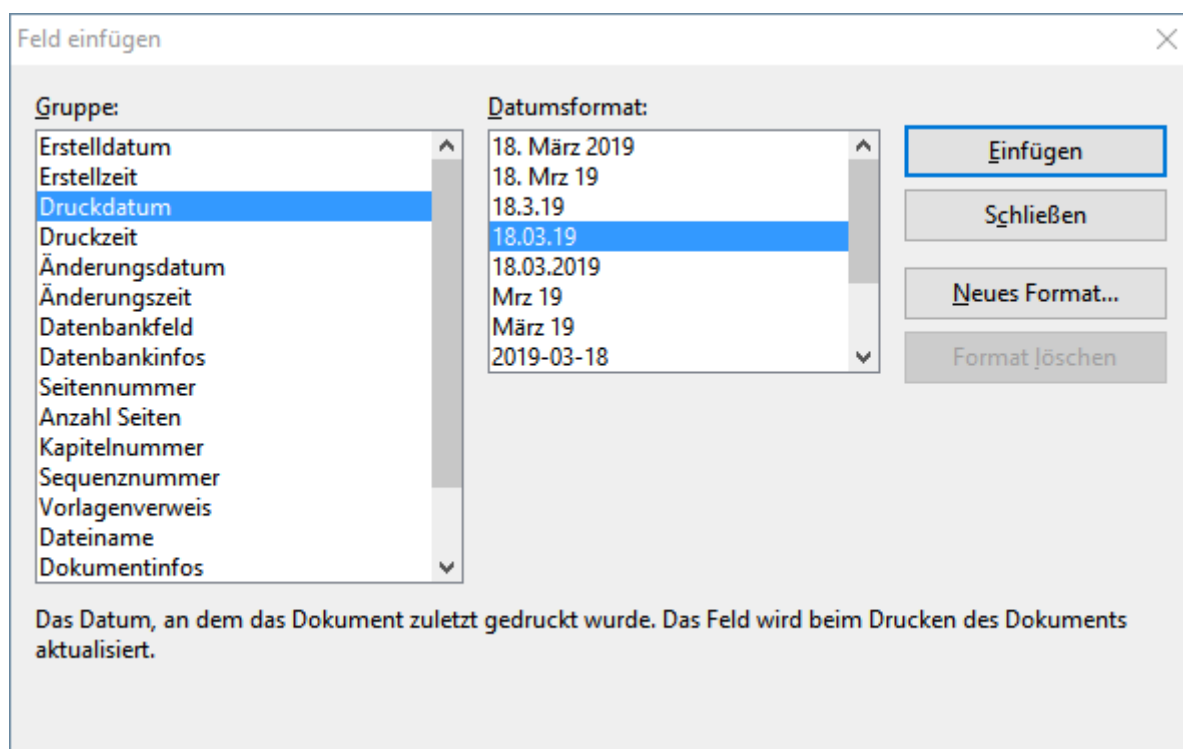 Feld einfügen
Gruppe:
Erstelldatum
Erstellzeit
Druckdatum
Druckzeit
Änderungsdatum
Änderungszeit
Datenbankfeld
Datenbankinfos
Seitennummer
Anzahl Seiten
Kapitelnummer
Sequenznummer
Vorlagenverweis
Dateiname
Dokumentinfos
Datumsformat:
18. März 2019
18. Mrz 19
18.3.19
18.03.19
18.03.2019
Mrz 19
März 19
2019-03-18
Einfügen
Schließen
Neues Format...
Format löschen
Das Datum, an dem das Dokument zuletzt gedruckt wurde. Das Feld wird beim Drucken des Dokuments
aktualisiert.